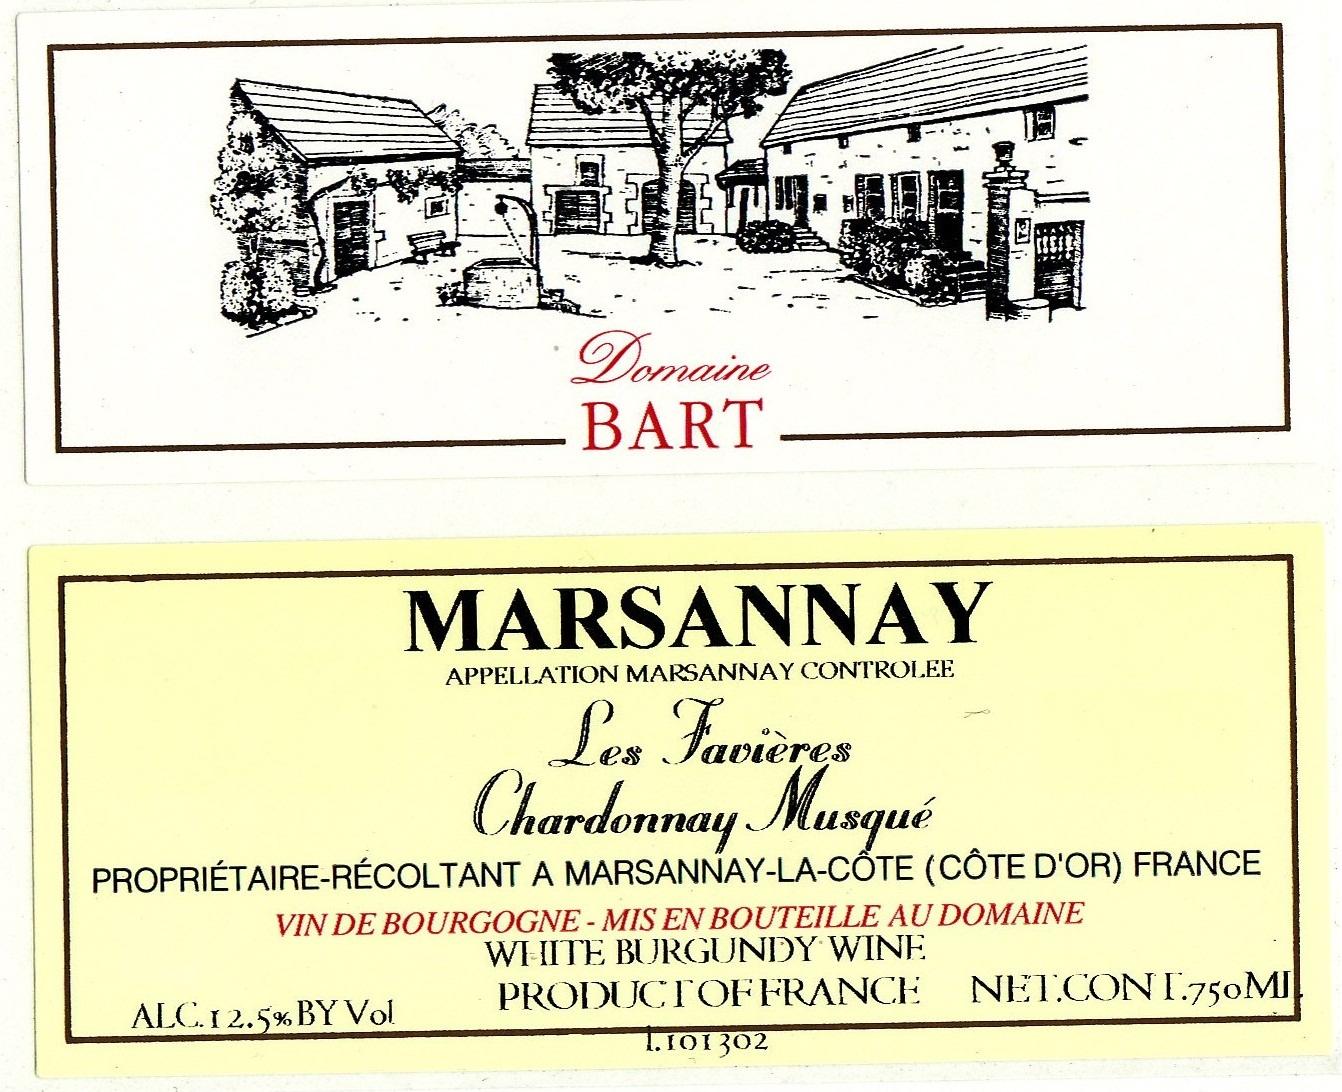 Domaine
BART
MARSANNAY
APPELLATION MARSANNAY CONTROLEE
Les Favières
Chardonnay Musqué
PROPRIÉTAIRE-RÉCOLTANT A MARSANNAY-LA-CÔTE (CÔTE D'OR) FRANCE
VIN DE BOURGOGNE - MIS EN BOUTEILLE AU DOMAINE
WHITE BURGUNDY WINE
ALC.12.5% BY Vol PRODUCT OF FRANCE NET.CONT.750ML.
L.101302